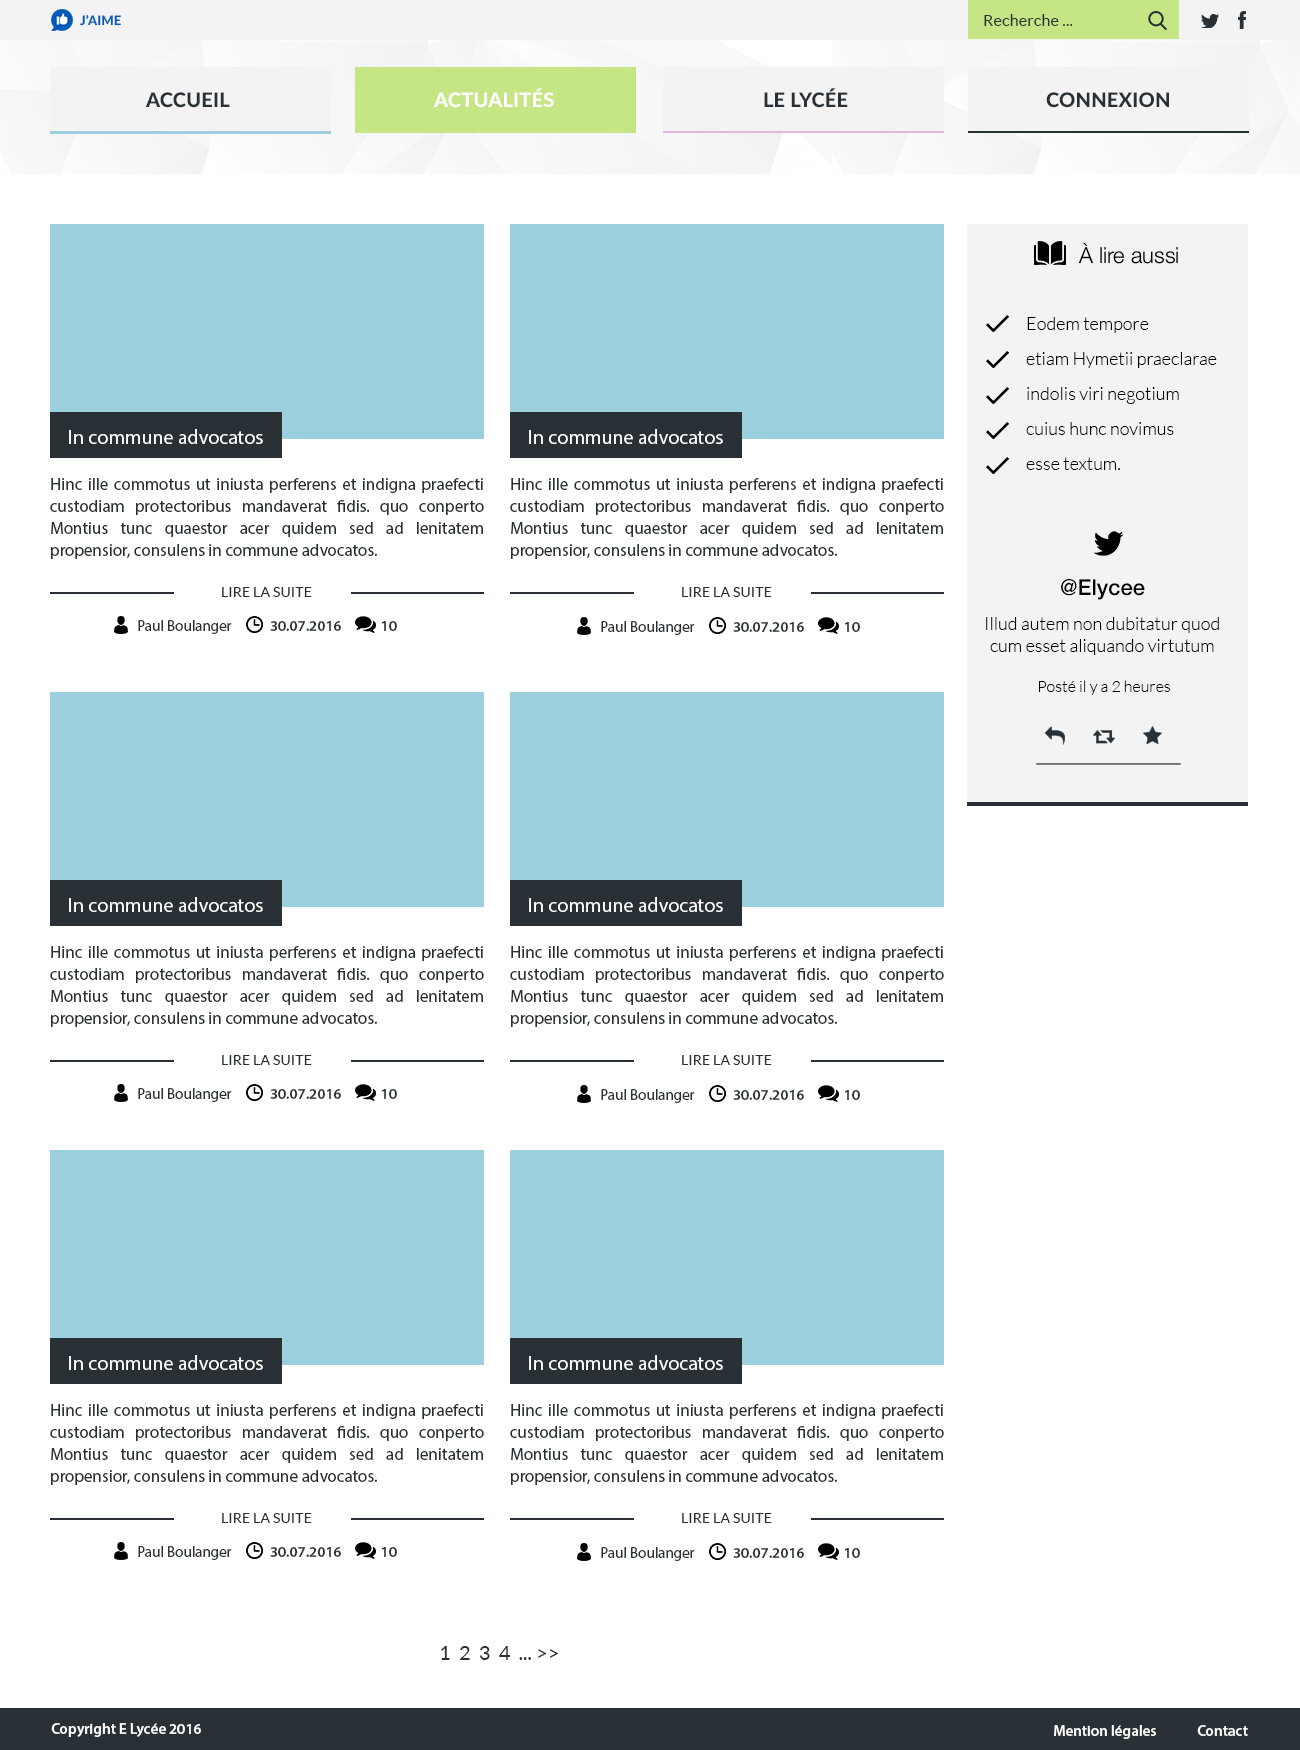 J'AIME
Recherche ...
ACCUEIL
ACTUALITÉS
LE LYCÉE
CONNEXION
In commune advocatos
Hinc ille commotus ut iniusta perferens et indigna praefecti
custodiam protectoribus mandaverat fidis. quo conperto
Montius tunc quaestor acer quidem sed ad lenitatem
propensior, consulens in commune advocatos.
LIRE LA SUITE
Paul Boulanger 30.07.2016 10
In commune advocatos
Hinc ille commotus ut iniusta perferens et indigna praefecti
custodiam protectoribus mandaverat fidis. quo conperto
Montius tunc quaestor acer quidem sed ad lenitatem
propensior, consulens in commune advocatos.
LIRE LA SUITE
Paul Boulanger 30.07.2016 10
In commune advocatos
Hinc ille commotus ut iniusta perferens et indigna praefecti
custodiam protectoribus mandaverat fidis. quo conperto
Montius tunc quaestor acer quidem sed ad lenitatem
propensior, consulens in commune advocatos.
LIRE LA SUITE
Paul Boulanger 30.07.2016 10
In commune advocatos
Hinc ille commotus ut iniusta perferens et indigna praefecti
custodiam protectoribus mandaverat fidis. quo conperto
Montius tunc quaestor acer quidem sed ad lenitatem
propensior, consulens in commune advocatos.
LIRE LA SUITE
Paul Boulanger 30.07.2016 10
In commune advocatos
Hinc ille commotus ut iniusta perferens et indigna praefecti
custodiam protectoribus mandaverat fidis. quo conperto
Montius tunc quaestor acer quidem sed ad lenitatem
propensior, consulens in commune advocatos.
LIRE LA SUITE
Paul Boulanger 30.07.2016 10
In commune advocatos
Hinc ille commotus ut iniusta perferens et indigna praefecti
custodiam protectoribus mandaverat fidis. quo conperto
Montius tunc quaestor acer quidem sed ad lenitatem
propensior, consulens in commune advocatos.
LIRE LA SUITE
Paul Boulanger 30.07.2016 10
À lire aussi
Eodem tempore
etiam Hymetii praeclarae
indolis viri negotium
cuius hunc novimus
esse textum.
@Elycee
Illud autem non dubitatur quod
cum esset aliquando virtutum
Posté il y a 2 heures
1 2 3 4 ... >>
Copyright E Lycée 2016
Mention légales
Contact